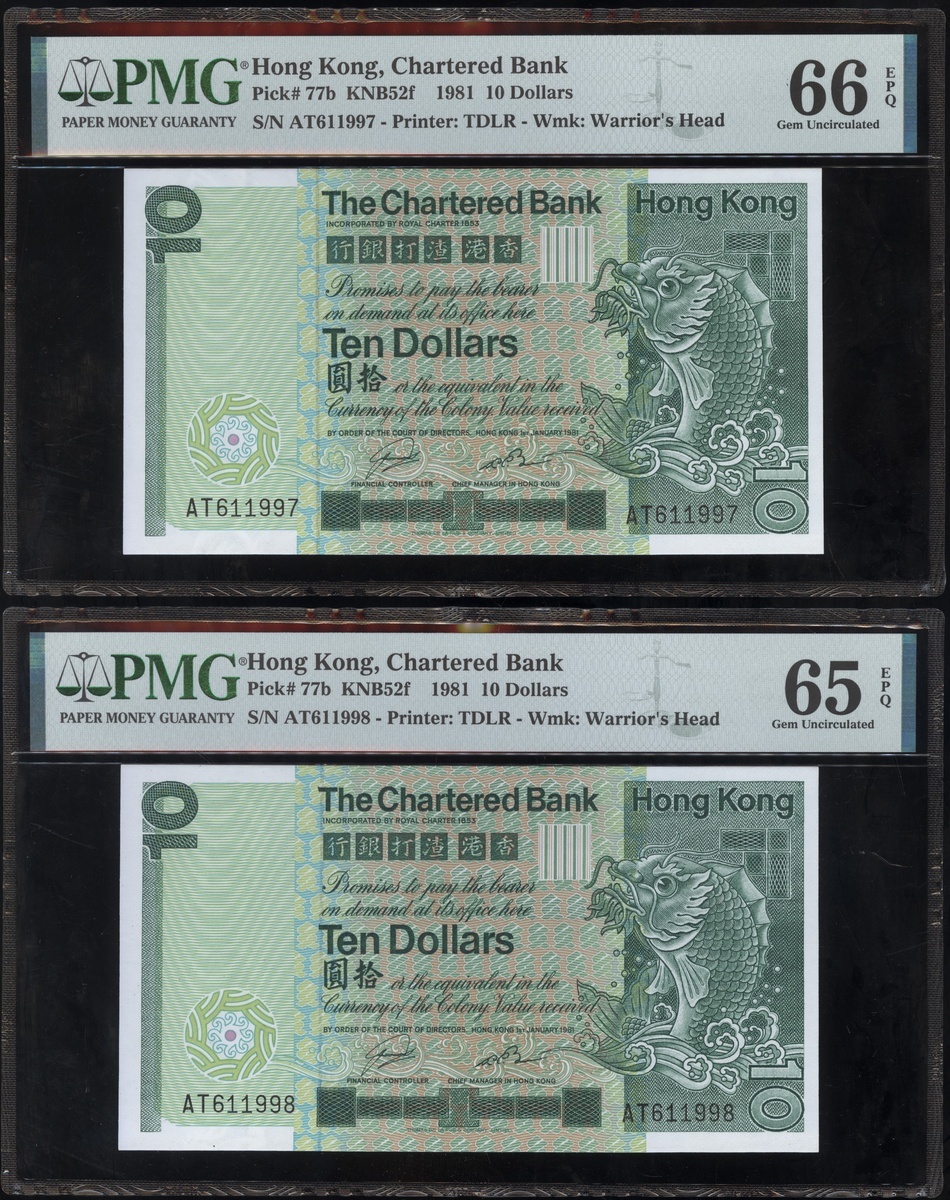 PMG® Hong Kong, Chartered Bank
Pick# 77b KNB52f 1981 10 Dollars
PAPER MONEY GUARANTY S/N AT611997 - Printer: TDLR - Wmk: Warrior's Head
66 EPQ
Gem Uncirculated
10
The Chartered Bank
Hong Kong
INCORPORATED BY ROYAL CHARTER 1853
行銀打渣港香
Promises to pay the bearer
on demand at its office here
Ten Dollars
圓拾 or the equivalent in the
Currency of the Colony. Value received
BY ORDER OF THE COURT OF DIRECTORS, HONG KONG 1ST JANUARY 1981
FINANCIAL CONTROLLER CHIEF MANAGER IN HONG KONG
AT611997
AT611997
10
PMG® Hong Kong, Chartered Bank
Pick# 77b KNB52f 1981 10 Dollars
PAPER MONEY GUARANTY S/N AT611998 - Printer: TDLR - Wmk: Warrior's Head
65 EPQ
Gem Uncirculated
10
The Chartered Bank
Hong Kong
INCORPORATED BY ROYAL CHARTER 1853
行銀打渣港香
Promises to pay the bearer
on demand at its office here
Ten Dollars
圓拾 or the equivalent in the
Currency of the Colony. Value received
BY ORDER OF THE COURT OF DIRECTORS, HONG KONG 1ST JANUARY 1981
FINANCIAL CONTROLLER CHIEF MANAGER IN HONG KONG
AT611998
AT611998
10